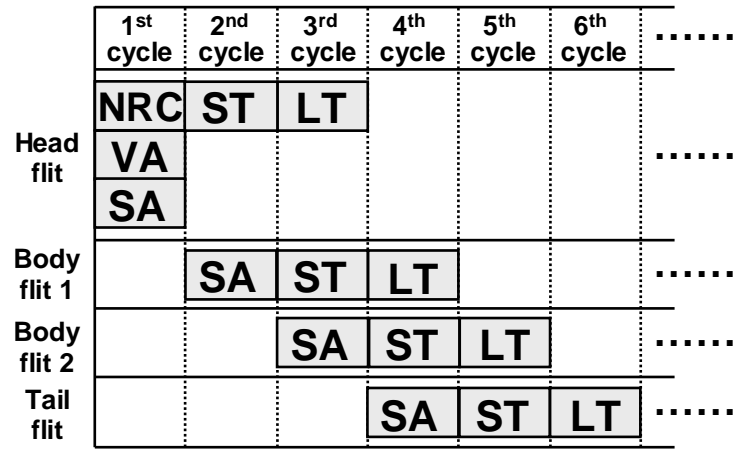 1st 2nd 3rd 4th 5th 6th ......
cycle cycle cycle cycle cycle cycle
NRC ST LT
Head flit VA ......
SA
Body flit 1 SA ST LT ......
Body flit 2 SA ST LT ......
Tail flit SA ST LT ......